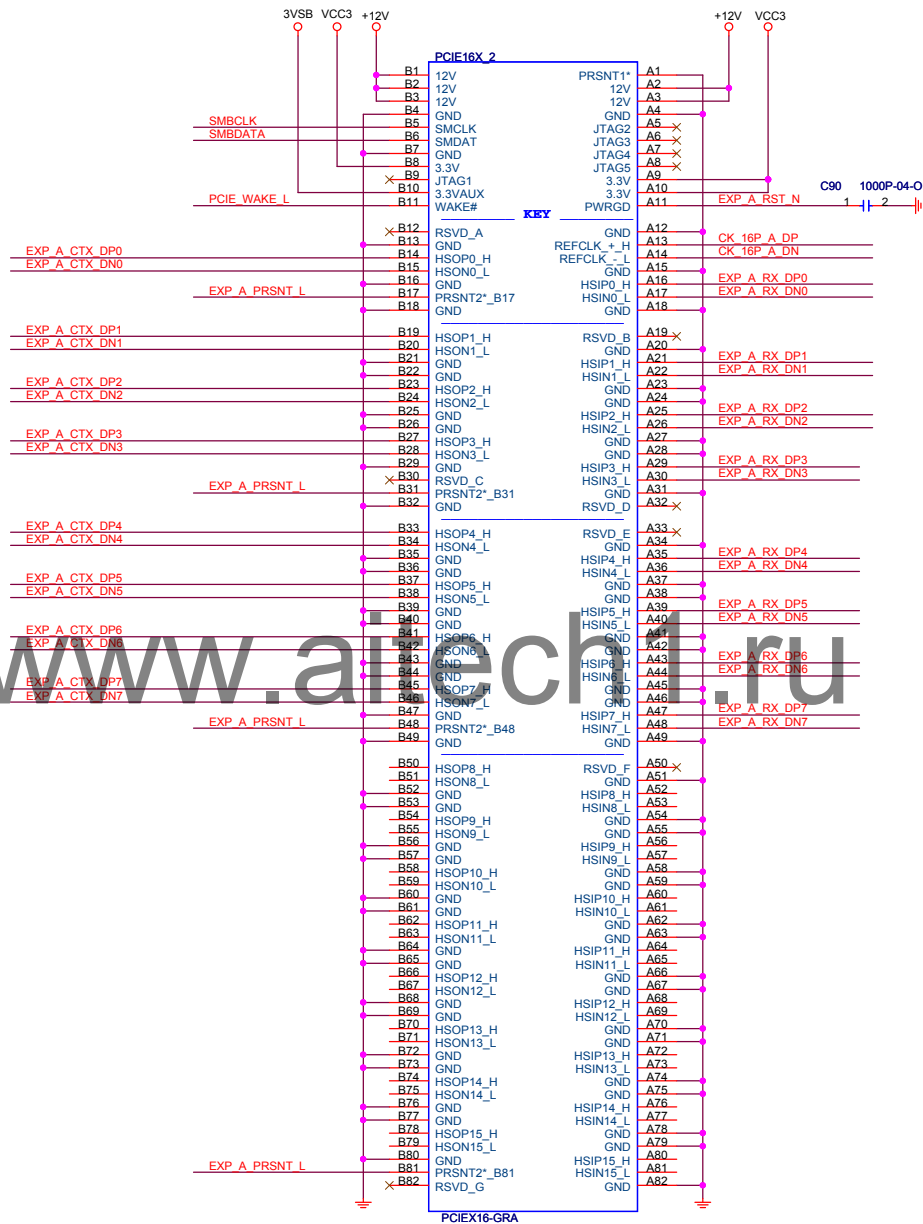 3VSB VCC3 +12V +12V VCC3
PCIE16X_2
B1 12V PRSNT1* A1
B2 12V 12V A2
B3 12V 12V A3
B4 GND GND A4
SMBCLK B5 SMCLK JTAG2 A5
SMBDATA B6 SMDAT JTAG3 A6
B7 GND JTAG4 A7
B8 3.3V JTAG5 A8
B9 JTAG1 3.3V A9
B10 3.3VAUX 3.3V A10
PCIE_WAKE_L B11 WAKE# PWRGD A11 EXP_A_RST_N C90 1000P-04-O 1 2
KEY
B12 RSVD_A GND A12
B13 GND REFCLK_+_H A13 CK_16P_A_DP
EXP_A_CTX_DP0 B14 HSOP0_H REFCLK_-_L A14 CK_16P_A_DN
EXP_A_CTX_DN0 B15 HSON0_L GND A15
B16 GND HSIP0_H A16 EXP_A_RX_DP0
EXP_A_PRSNT_L B17 PRSNT2*_B17 HSIN0_L A17 EXP_A_RX_DN0
B18 GND GND A18
EXP_A_CTX_DP1 B19 HSOP1_H RSVD_B A19
EXP_A_CTX_DN1 B20 HSON1_L GND A20
B21 GND HSIP1_H A21 EXP_A_RX_DP1
B22 GND HSIN1_L A22 EXP_A_RX_DN1
EXP_A_CTX_DP2 B23 HSOP2_H GND A23
EXP_A_CTX_DN2 B24 HSON2_L GND A24
B25 GND HSIP2_H A25 EXP_A_RX_DP2
B26 GND HSIN2_L A26 EXP_A_RX_DN2
EXP_A_CTX_DP3 B27 HSOP3_H GND A27
EXP_A_CTX_DN3 B28 HSON3_L GND A28
B29 GND HSIP3_H A29 EXP_A_RX_DP3
B30 RSVD_C HSIN3_L A30 EXP_A_RX_DN3
EXP_A_PRSNT_L B31 PRSNT2*_B31 GND A31
B32 GND RSVD_D A32
EXP_A_CTX_DP4 B33 HSOP4_H RSVD_E A33
EXP_A_CTX_DN4 B34 HSON4_L GND A34
B35 GND HSIP4_H A35 EXP_A_RX_DP4
B36 GND HSIN4_L A36 EXP_A_RX_DN4
EXP_A_CTX_DP5 B37 HSOP5_H GND A37
EXP_A_CTX_DN5 B38 HSON5_L GND A38
B39 GND HSIP5_H A39 EXP_A_RX_DP5
B40 GND HSIN5_L A40 EXP_A_RX_DN5
EXP_A_CTX_DP6 B41 HSOP6_H GND A41
EXP_A_CTX_DN6 B42 HSON6_L GND A42
www.aitech1.ru
B43 GND HSIP6_H A43 EXP_A_RX_DP6
B44 GND HSIN6_L A44 EXP_A_RX_DN6
EXP_A_CTX_DP7 B45 HSOP7_H GND A45
EXP_A_CTX_DN7 B46 HSON7_L GND A46
B47 GND HSIP7_H A47 EXP_A_RX_DP7
EXP_A_PRSNT_L B48 PRSNT2*_B48 HSIN7_L A48 EXP_A_RX_DN7
B49 GND GND A49
B50 HSOP8_H RSVD_F A50
B51 HSON8_L GND A51
B52 GND HSIP8_H A52
B53 GND HSIN8_L A53
B54 HSOP9_H GND A54
B55 HSON9_L GND A55
B56 GND HSIP9_H A56
B57 GND HSIN9_L A57
B58 HSOP10_H GND A58
B59 HSON10_L GND A59
B60 GND HSIP10_H A60
B61 GND HSIN10_L A61
B62 HSOP11_H GND A62
B63 HSON11_L GND A63
B64 GND HSIP11_H A64
B65 GND HSIN11_L A65
B66 HSOP12_H GND A66
B67 HSON12_L GND A67
B68 GND HSIP12_H A68
B69 GND HSIN12_L A69
B70 HSOP13_H GND A70
B71 HSON13_L GND A71
B72 GND HSIP13_H A72
B73 GND HSIN13_L A73
B74 HSOP14_H GND A74
B75 HSON14_L GND A75
B76 GND HSIP14_H A76
B77 GND HSIN14_L A77
B78 HSOP15_H GND A78
B79 HSON15_L GND A79
B80 GND HSIP15_H A80
EXP_A_PRSNT_L B81 PRSNT2*_B81 HSIN15_L A81
B82 RSVD_G GND A82
PCIEX16-GRA